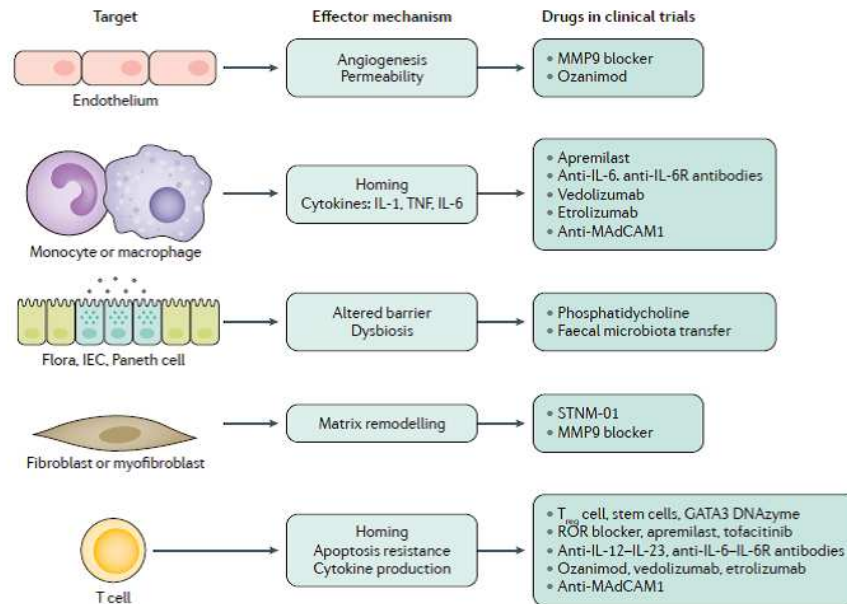 Target
Effector mechanism
Drugs in clinical trials
Endothelium
Angiogenesis
Permeability
• MMP9 blocker
• Ozanimod
Monocyte or macrophage
Homing
Cytokines: IL-1, TNF, IL-6
• Apremilast
• Anti-IL-6, anti-IL-6R antibodies
• Vedolizumab
• Etrolizumab
• Anti-MAdCAM1
Flora, IEC, Paneth cell
Altered barrier
Dysbiosis
• Phosphatidycholine
• Faecal microbiota transfer
Fibroblast or myofibroblast
Matrix remodelling
• STNM-01
• MMP9 blocker
T cell
Homing
Apoptosis resistance
Cytokine production
• Treg cell, stem cells, GATA3 DNAzyme
• ROR blocker, apremilast, tofacitinib
• Anti-IL-12–IL-23, anti-IL-6–IL-6R antibodies
• Ozanimod, vedolizumab, etrolizumab
• Anti-MAdCAM1